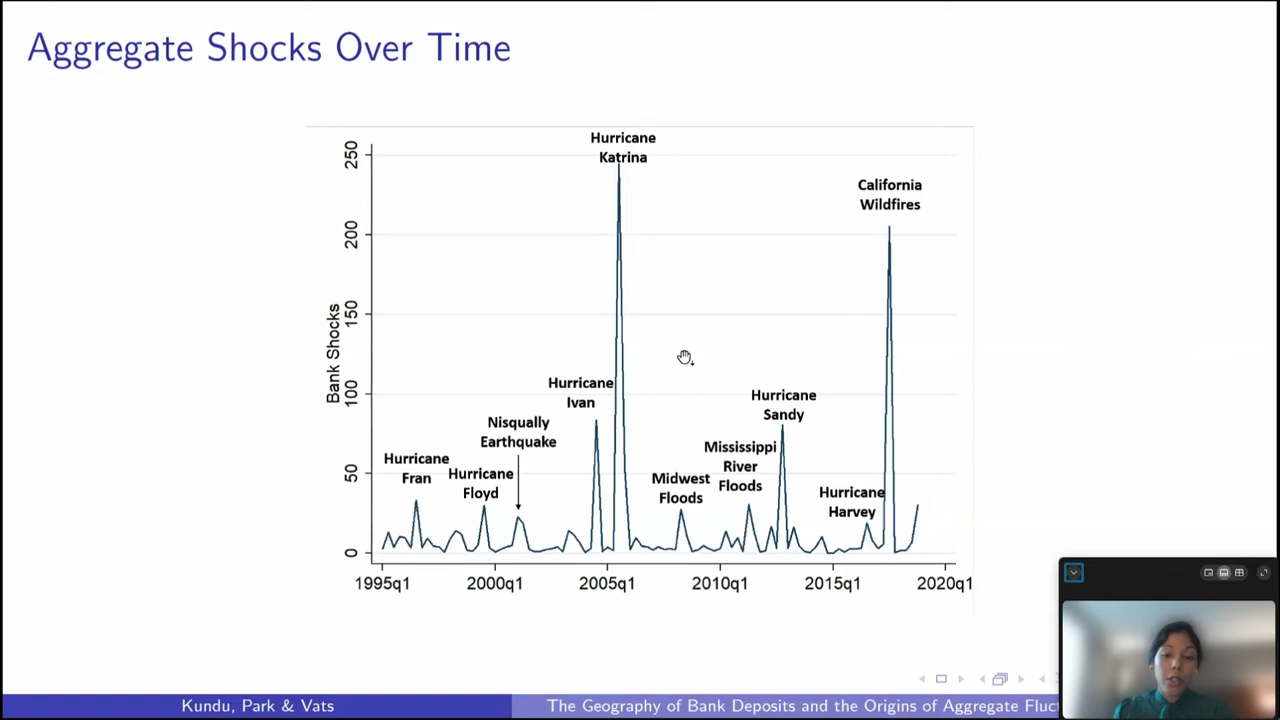 Aggregate Shocks Over Time
Hurricane
Katrina
California
Wildfires
Hurricane
Ivan
Hurricane
Sandy
Nisqually
Earthquake
Mississippi
River
Floods
Hurricane
Fran
Hurricane
Floyd
Midwest
Floods
Hurricane
Harvey
Bank Shocks
250
200
150
100
50
0
1995q1 2000q1 2005q1 2010q1 2015q1 2020q1
Kundu, Park & Vats
The Geography of Bank Deposits and the Origins of Aggregate Fluct